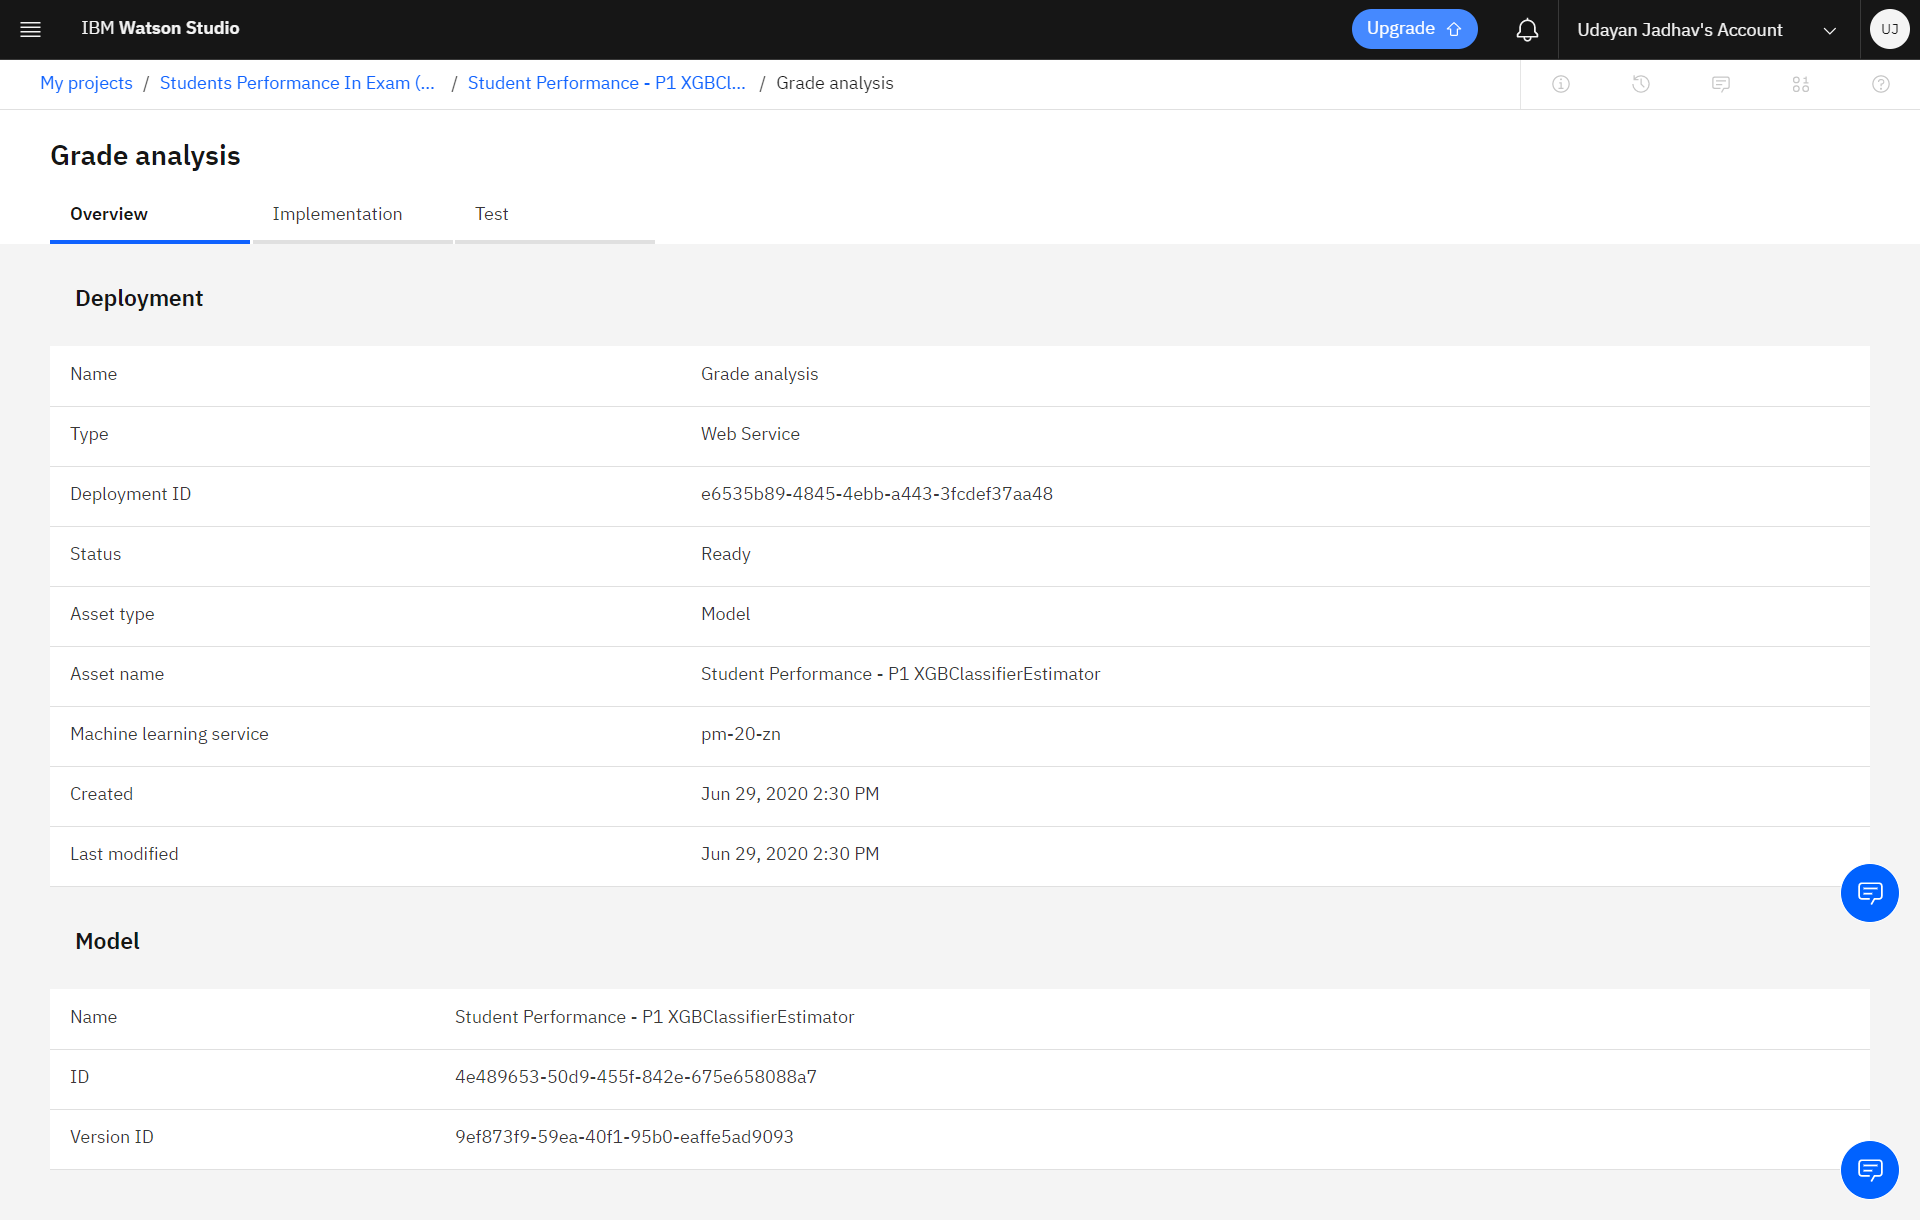 IBM Watson Studio
Upgrade
Udayan Jadhav's Account
UJ
My projects / Students Performance In Exam (... / Student Performance - P1 XGBCl... / Grade analysis
Grade analysis
Overview
Implementation
Test
Deployment
Name Grade analysis
Type Web Service
Deployment ID e6535b89-4845-4ebb-a443-3fcdef37aa48
Status Ready
Asset type Model
Asset name Student Performance - P1 XGBClassifierEstimator
Machine learning service pm-20-zn
Created Jun 29, 2020 2:30 PM
Last modified Jun 29, 2020 2:30 PM
Model
Name Student Performance - P1 XGBClassifierEstimator
ID 4e489653-50d9-455f-842e-675e658088a7
Version ID 9ef873f9-59ea-40f1-95b0-eaffe5ad9093